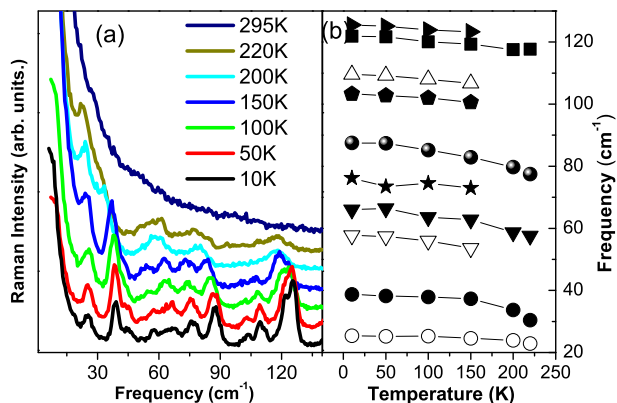 (a)
295K
220K
200K
150K
100K
50K
10K
Raman Intensity (arb. units.)
30 60 90 120
Frequency (cm-1)
(b)
120
100
80
60
40
20
Frequency (cm-1)
0 50 100 150 200 250
Temperature (K)